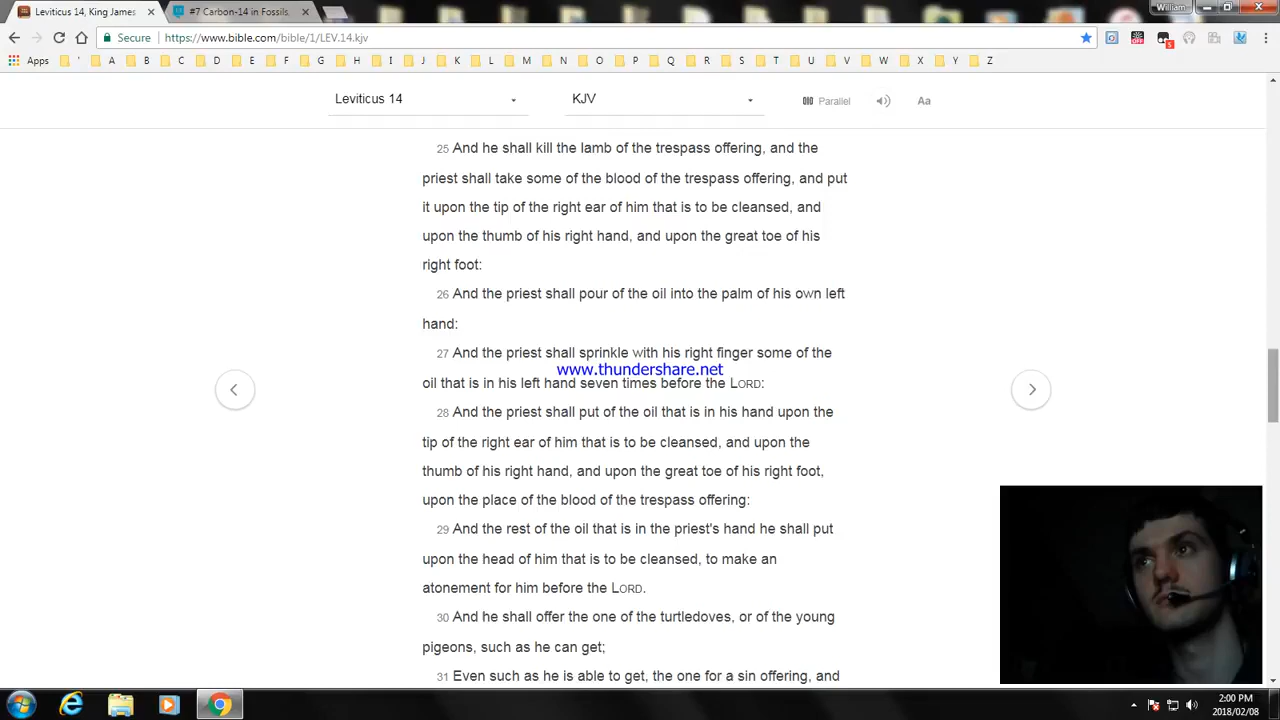 Leviticus 14, King James
#7 Carbon-14 in Fossils,
William
Secure
https://www.bible.com/bible/1/LEV.14.kjv
Apps ' A B C D E F G H I J K L M N O P Q R S T U V W X Y Z
Leviticus 14
KJV
Parallel
Aa
25 And he shall kill the lamb of the trespass offering, and the
priest shall take some of the blood of the trespass offering, and put
it upon the tip of the right ear of him that is to be cleansed, and
upon the thumb of his right hand, and upon the great toe of his
right foot:
26 And the priest shall pour of the oil into the palm of his own left
hand:
27 And the priest shall sprinkle with his right finger some of the
www.thundershare.net
oil that is in his left hand seven times before the LORD:
28 And the priest shall put of the oil that is in his hand upon the
tip of the right ear of him that is to be cleansed, and upon the
thumb of his right hand, and upon the great toe of his right foot,
upon the place of the blood of the trespass offering:
29 And the rest of the oil that is in the priest's hand he shall put
upon the head of him that is to be cleansed, to make an
atonement for him before the LORD.
30 And he shall offer the one of the turtledoves, or of the young
pigeons, such as he can get;
31 Even such as he is able to get, the one for a sin offering, and
2:00 PM
2018/02/08